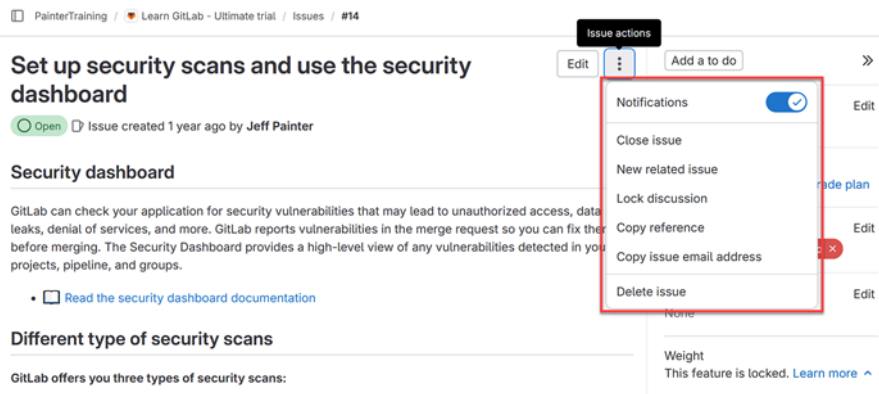 PainterTraining / Learn GitLab - Ultimate trial / Issues / #14
Issue actions
Set up security scans and use the security
dashboard
Edit
Add a to do
Open Issue created 1 year ago by Jeff Painter
Notifications
Close issue
New related issue
Lock discussion
Copy reference
Copy issue email address
Delete issue
Edit
plan
Edit
Edit
None
Weight
This feature is locked. Learn more
Security dashboard
GitLab can check your application for security vulnerabilities that may lead to unauthorized access, data
leaks, denial of services, and more. GitLab reports vulnerabilities in the merge request so you can fix
before merging. The Security Dashboard provides a high-level view of any vulnerabilities detected in
projects, pipeline, and groups.
• Read the security dashboard documentation
Different type of security scans
GitLab offers you three types of security scans: